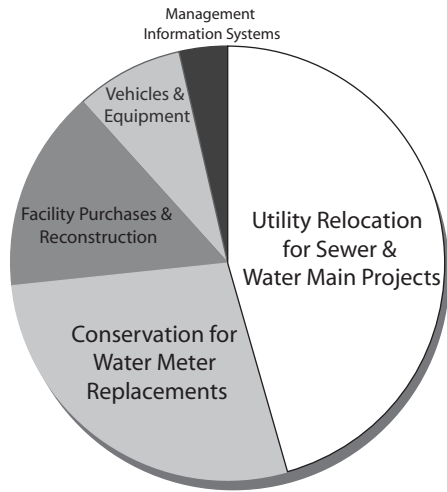 Management
Information Systems
Vehicles &
Equipment
Facility Purchases &
Reconstruction
Utility Relocation
for Sewer &
Water Main Projects
Conservation for
Water Meter
Replacements